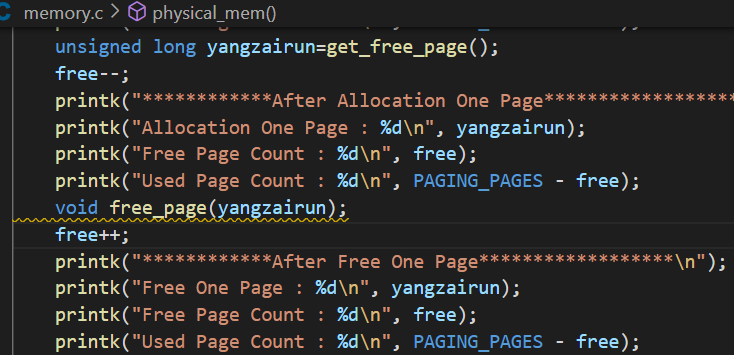 memory.c > physical_mem()
unsigned long yangzairun=get_free_page();
free--;
printk("************After Allocation One Page******************
printk("Allocation One Page : %d\n", yangzairun);
printk("Free Page Count : %d\n", free);
printk("Used Page Count : %d\n", PAGING_PAGES - free);
void free_page(yangzairun);
free++;
printk("************After Free One Page******************\n");
printk("Free One Page : %d\n", yangzairun);
printk("Free Page Count : %d\n", free);
printk("Used Page Count : %d\n", PAGING_PAGES - free);